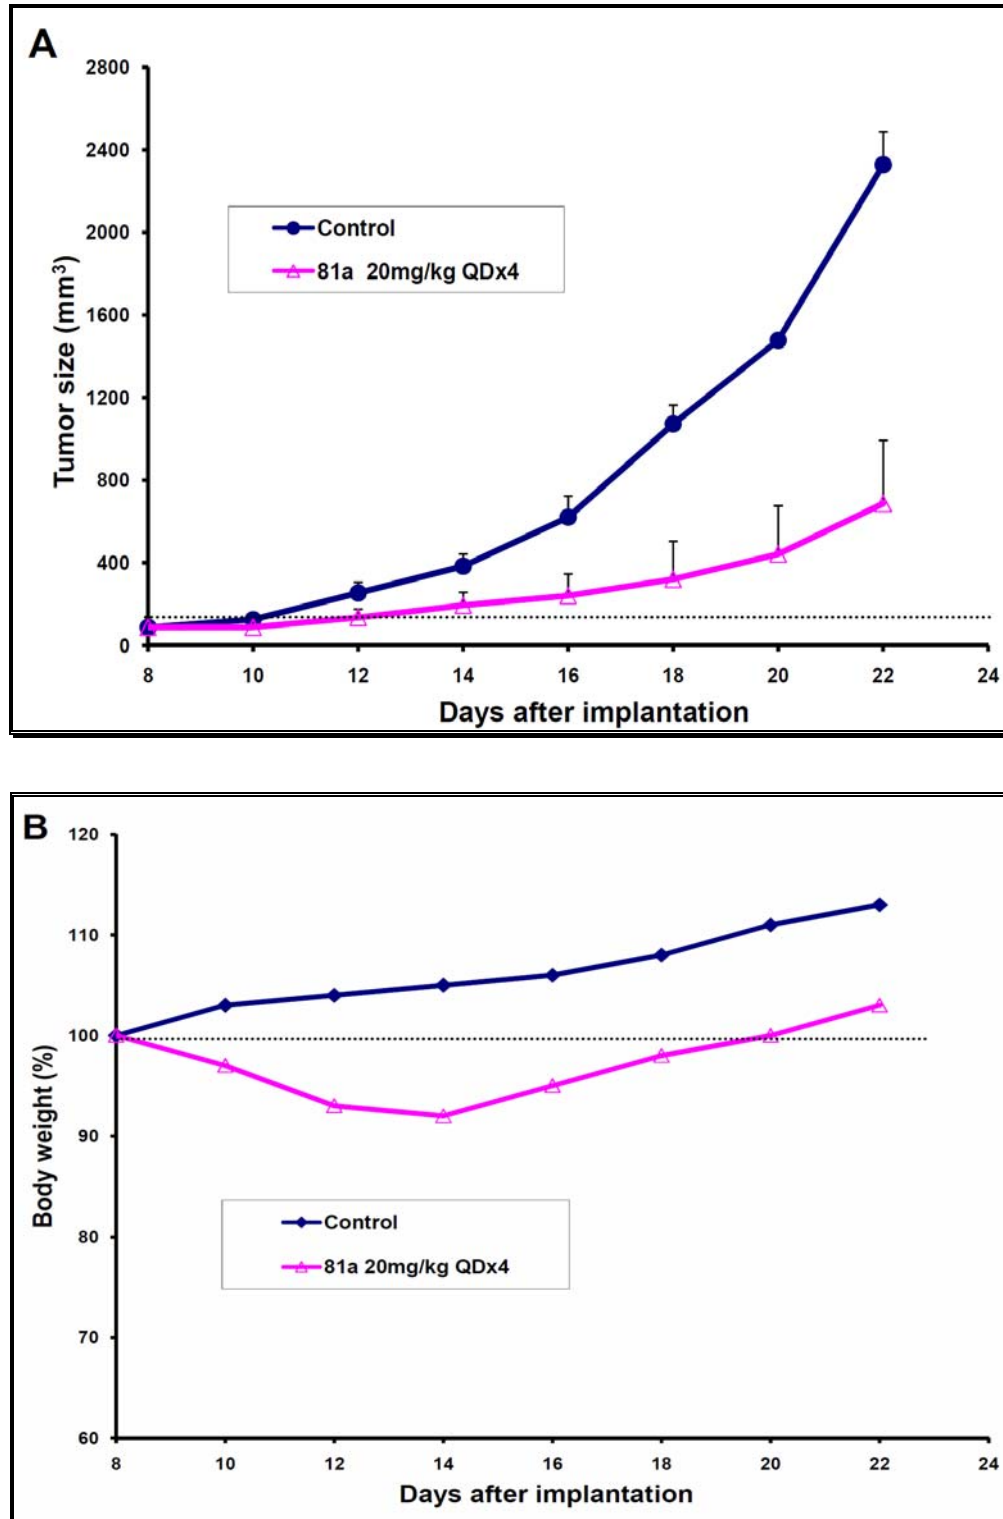 A
2800
2400
2000
1600
1200
800
400
0
Tumor size (mm³)
Control
81a 20mg/kg QDx4
8 10 12 14 16 18 20 22 24
Days after implantation
B
120
110
100
90
80
70
60
Body weight (%)
Control
81a 20mg/kg QDx4
8 10 12 14 16 18 20 22 24
Days after implantation